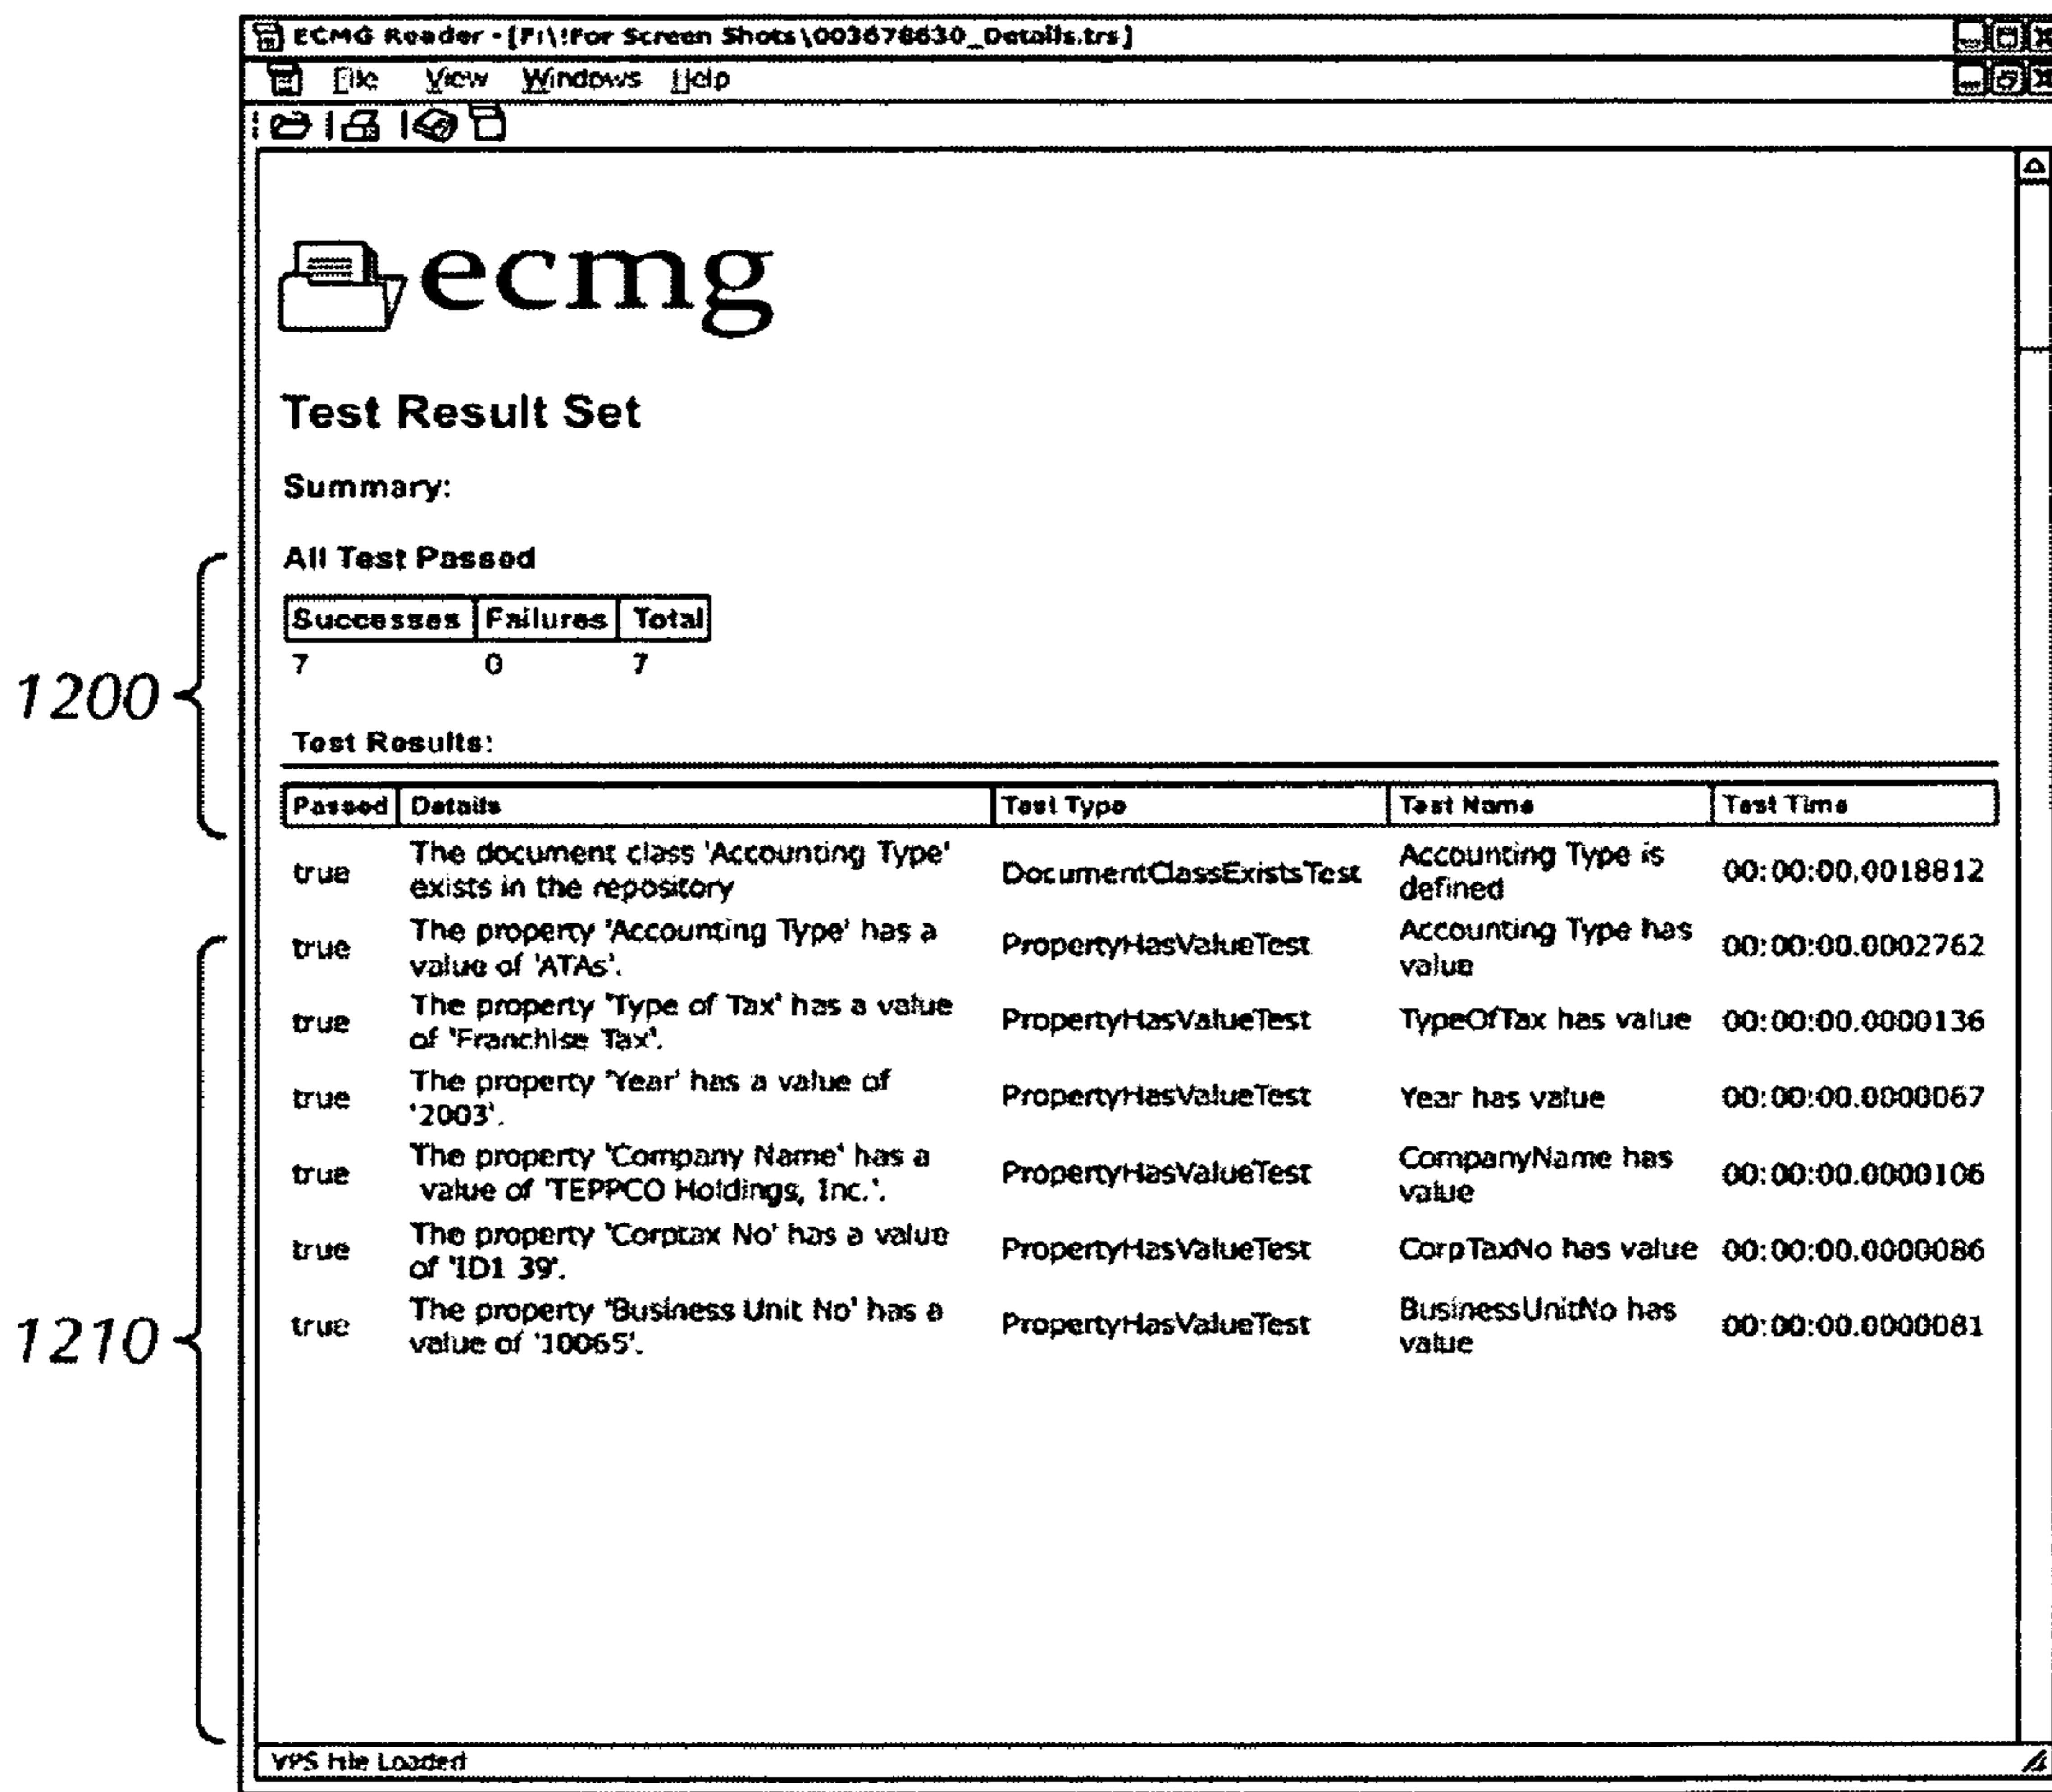 ECMG Reader - [F:\!For Screen Shots\003678630_Details.trs]
File View Windows Help
ecmg
Test Result Set
Summary:
All Test Passed
Successes Failures Total
7 0 7
1200
Test Results:
Passed Details Test Type Test Name Test Time
true The document class 'Accounting Type' exists in the repository DocumentClassExistsTest Accounting Type is defined 00:00:00.0018812
true The property 'Accounting Type' has a value of 'ATAs'. PropertyHasValueTest Accounting Type has value 00:00:00.0002762
true The property 'Type of Tax' has a value of 'Franchise Tax'. PropertyHasValueTest TypeOfTax has value 00:00:00.0000136
true The property 'Year' has a value of '2003'. PropertyHasValueTest Year has value 00:00:00.0000067
true The property 'Company Name' has a value of 'TEPPCO Holdings, Inc.'. PropertyHasValueTest CompanyName has value 00:00:00.0000106
true The property 'Corptax No' has a value of 'ID1 39'. PropertyHasValueTest CorpTaxNo has value 00:00:00.0000086
true The property 'Business Unit No' has a value of '10065'. PropertyHasValueTest BusinessUnitNo has value 00:00:00.0000081
1210
VPS File Loaded